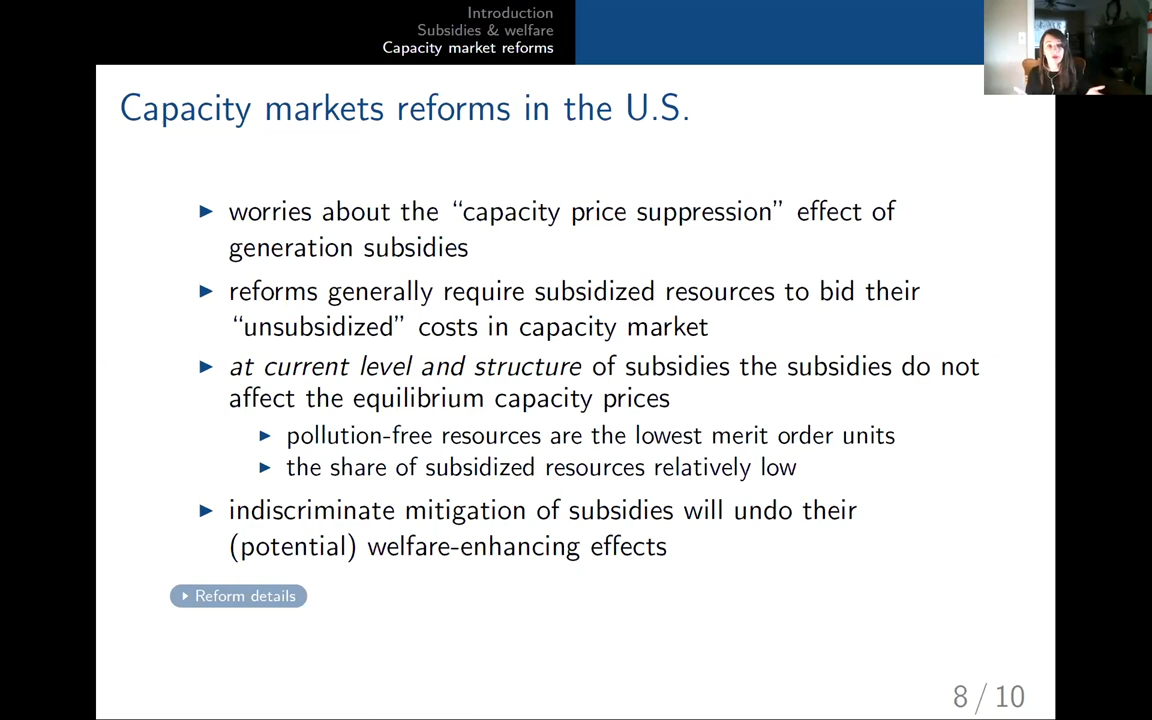 Introduction
Subsidies & welfare
Capacity market reforms
Capacity markets reforms in the U.S.
worries about the “capacity price suppression” effect of
generation subsidies
reforms generally require subsidized resources to bid their
“unsubsidized” costs in capacity market
at current level and structure of subsidies the subsidies do not
affect the equilibrium capacity prices
pollution-free resources are the lowest merit order units
the share of subsidized resources relatively low
indiscriminate mitigation of subsidies will undo their
(potential) welfare-enhancing effects
Reform details
8 / 10